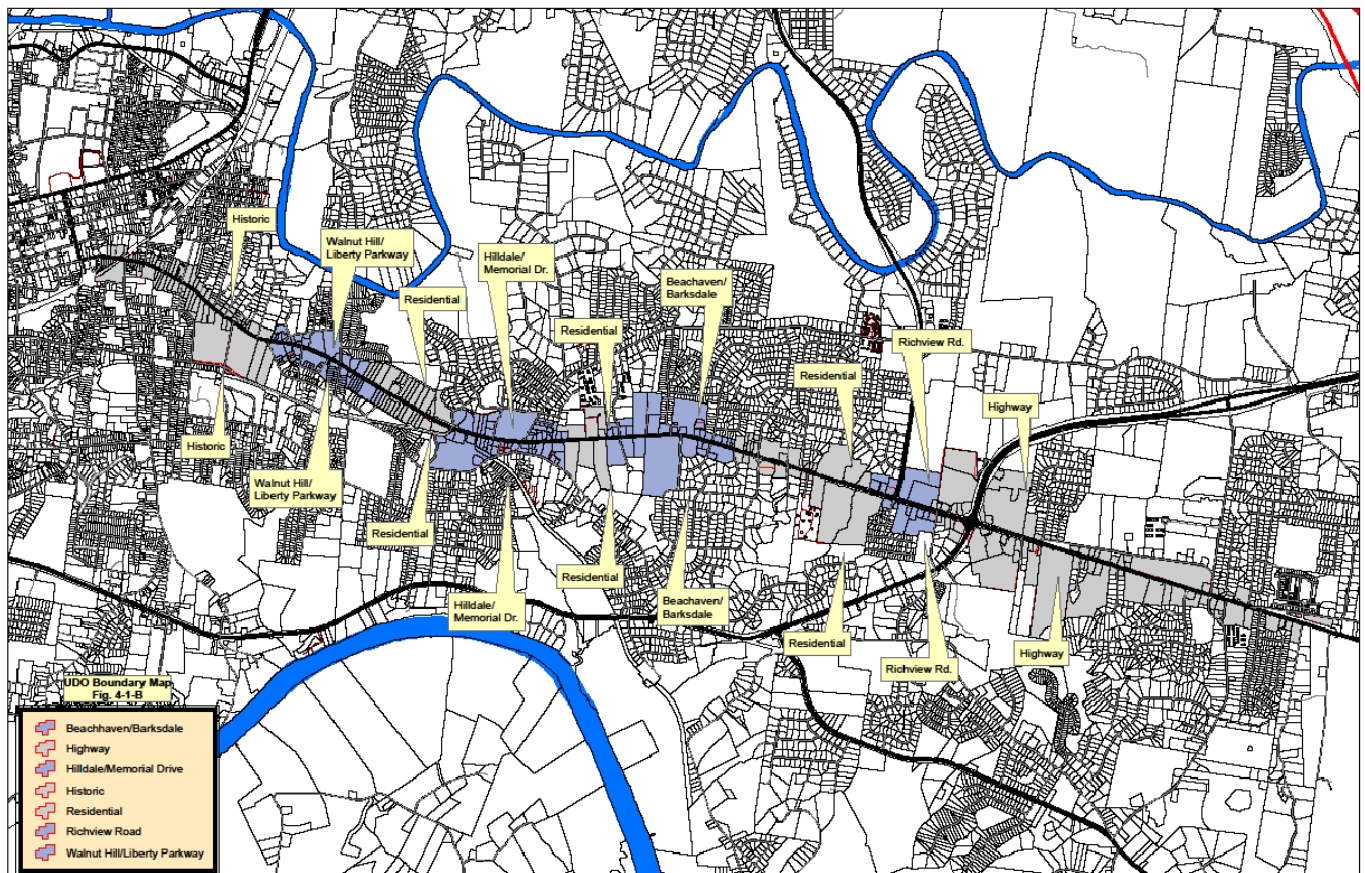 Historic
Walnut Hill/
Liberty Parkway
Hilldale/
Memorial Dr.
Residential
Beachaven/
Barksdale
Residential
Richview Rd.
Residential
Highway
Historic
Walnut Hill/
Liberty Parkway
Residential
Residential
Hilldale/
Memorial Dr.
Beachaven/
Barksdale
Residential
Richview Rd.
Highway
UDO Boundary Map
Fig. 4-1-B
Beachhaven/Barksdale
Highway
Hilldale/Memorial Drive
Historic
Residential
Richview Road
Walnut Hill/Liberty Parkway